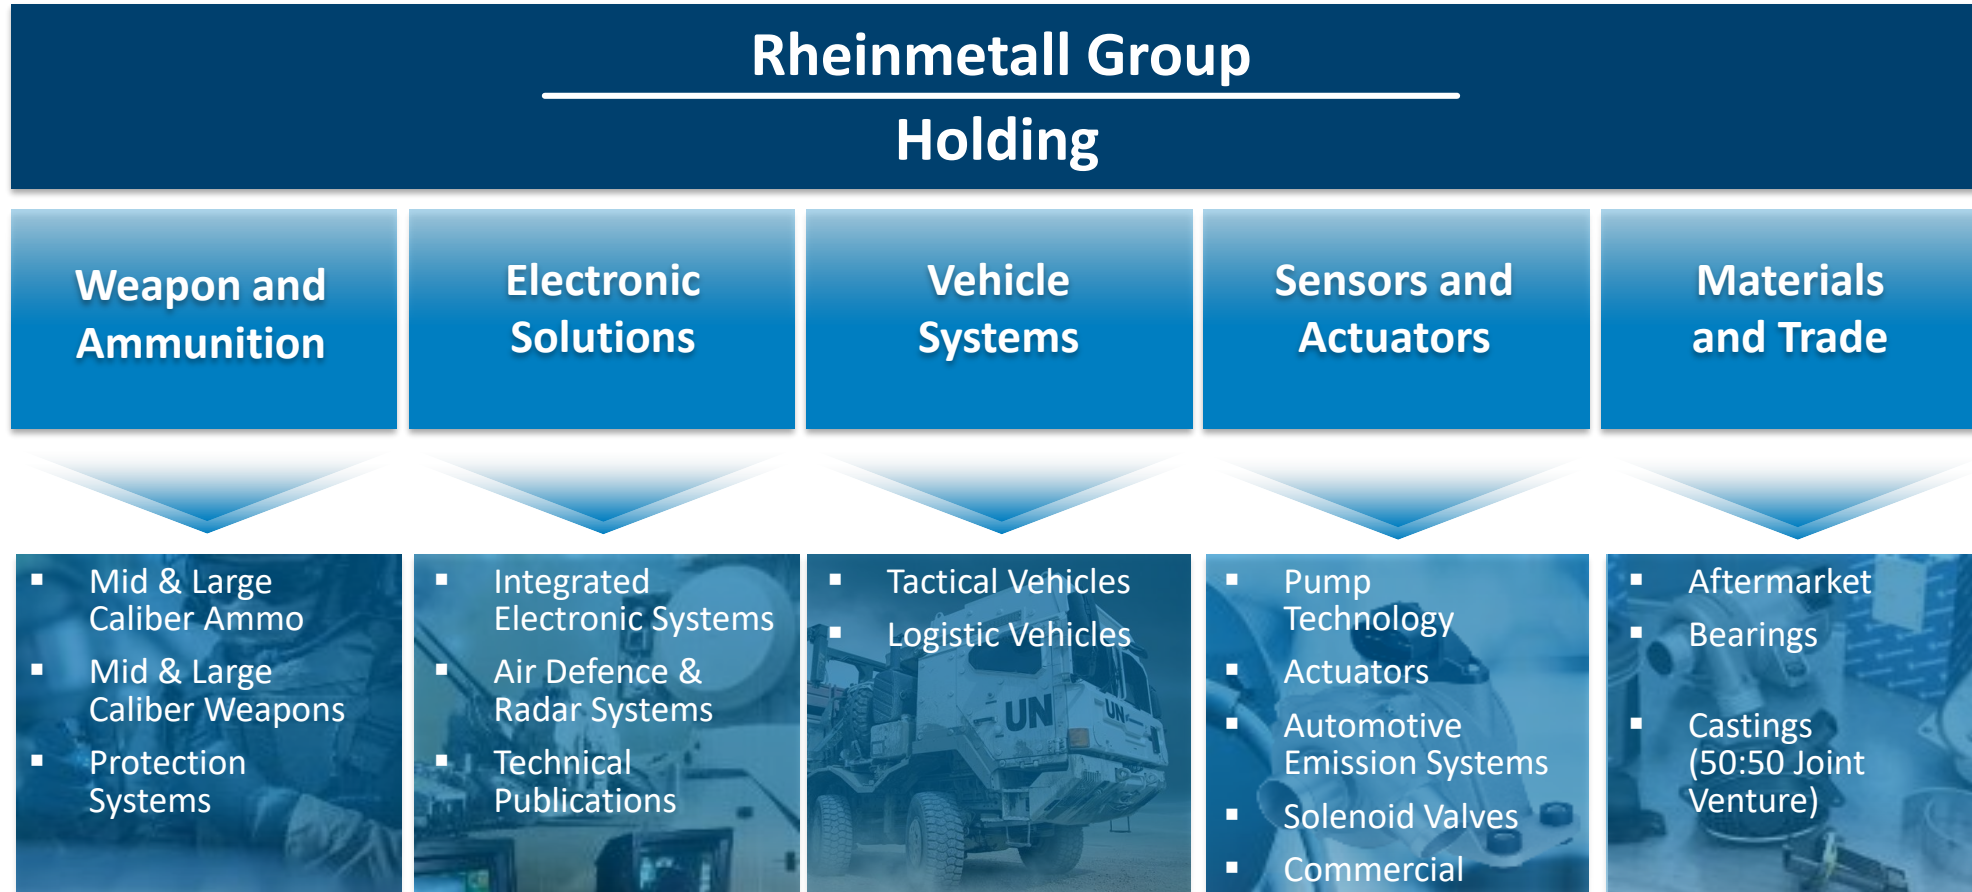 Rheinmetall Group
Holding
Weapon and
Ammunition
Electronic
Solutions
Vehicle
Systems
Sensors and
Actuators
Materials
and Trade
▪ Mid & Large
Caliber Ammo
▪ Mid & Large
Caliber Weapons
▪ Protection
Systems
▪ Integrated
Electronic Systems
▪ Air Defence &
Radar Systems
▪ Technical
Publications
▪ Tactical Vehicles
▪ Logistic Vehicles
UN
UN
▪ Pump
Technology
▪ Actuators
▪ Automotive
Emission Systems
▪ Solenoid Valves
▪ Commercial
▪ Aftermarket
▪ Bearings
▪ Castings
(50:50 Joint
Venture)